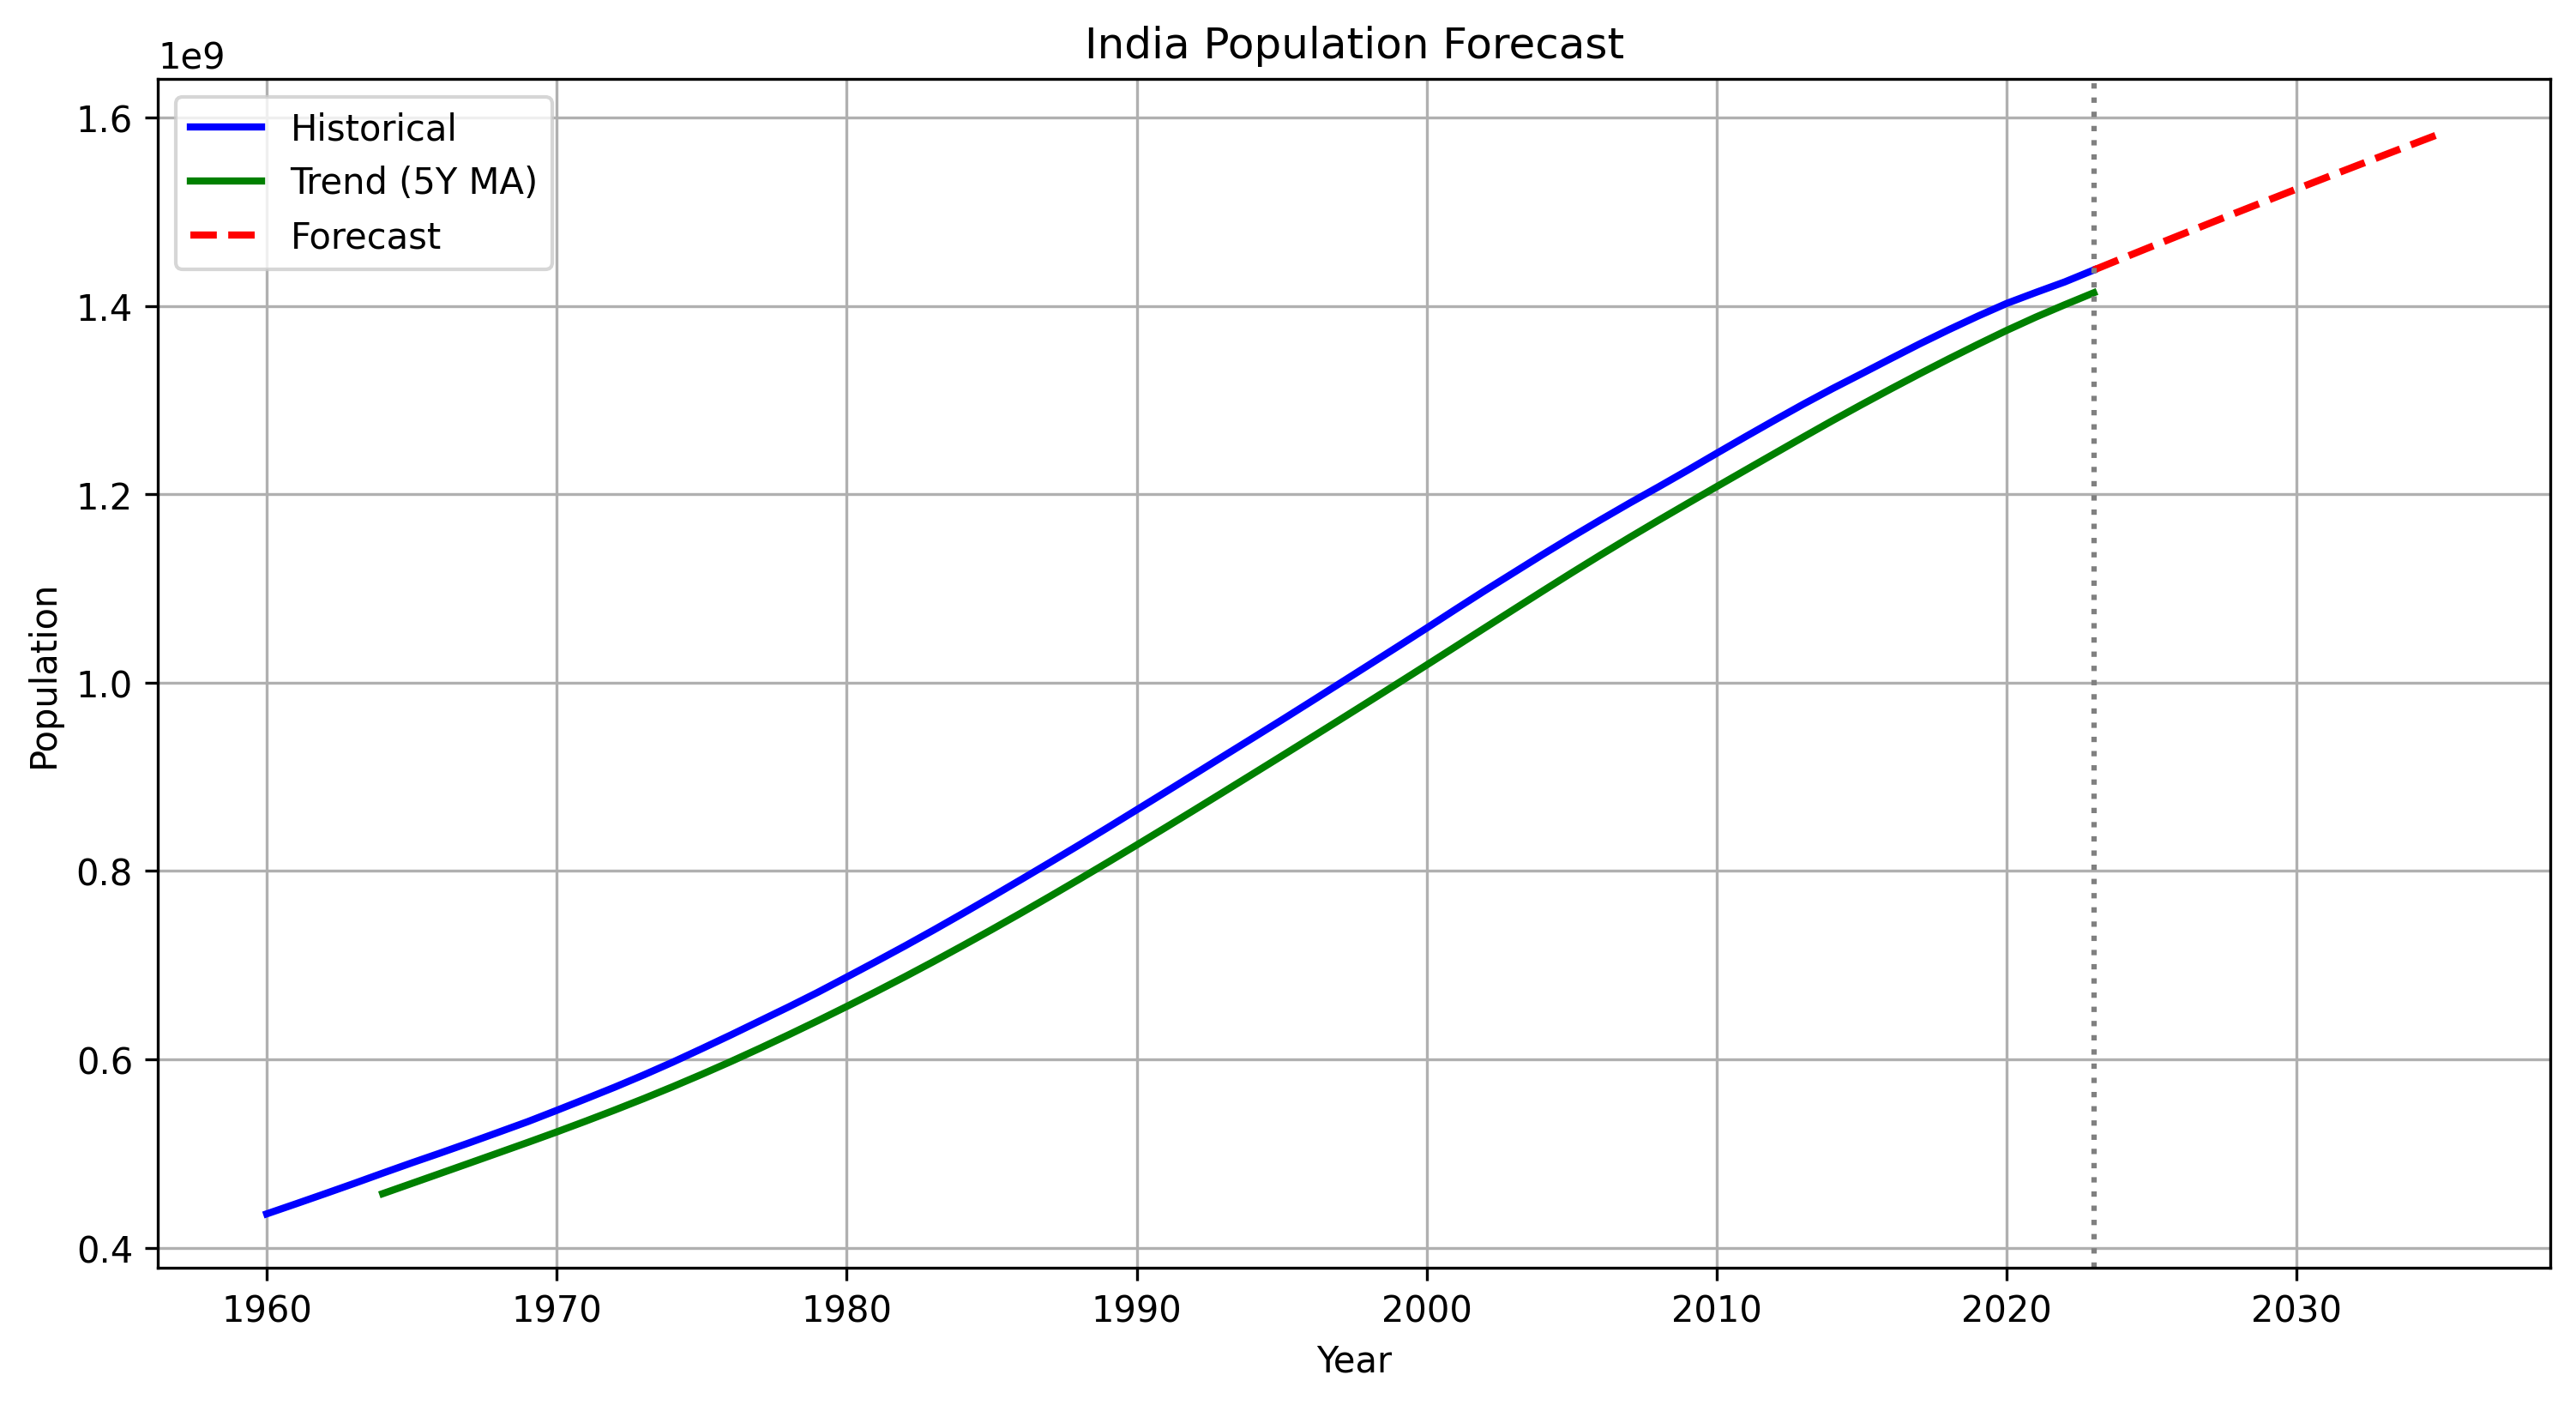 India Population Forecast
1e9
Historical
Trend (5Y MA)
Forecast
1.6
1.4
1.2
1.0
0.8
0.6
0.4
Population
1960 1970 1980 1990 2000 2010 2020 2030
Year